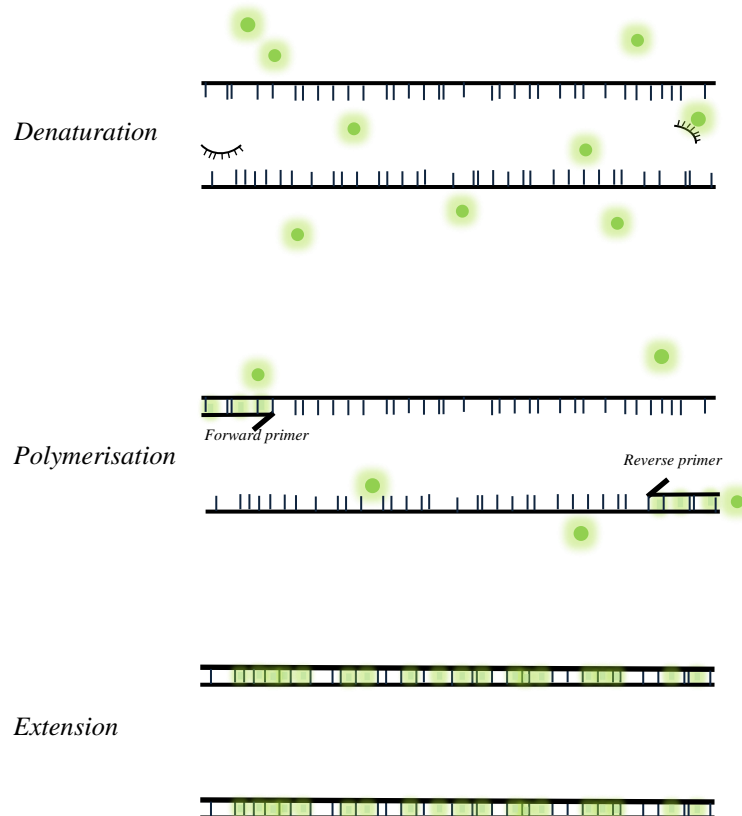 Denaturation
Forward primer
Polymerisation
Reverse primer
Extension